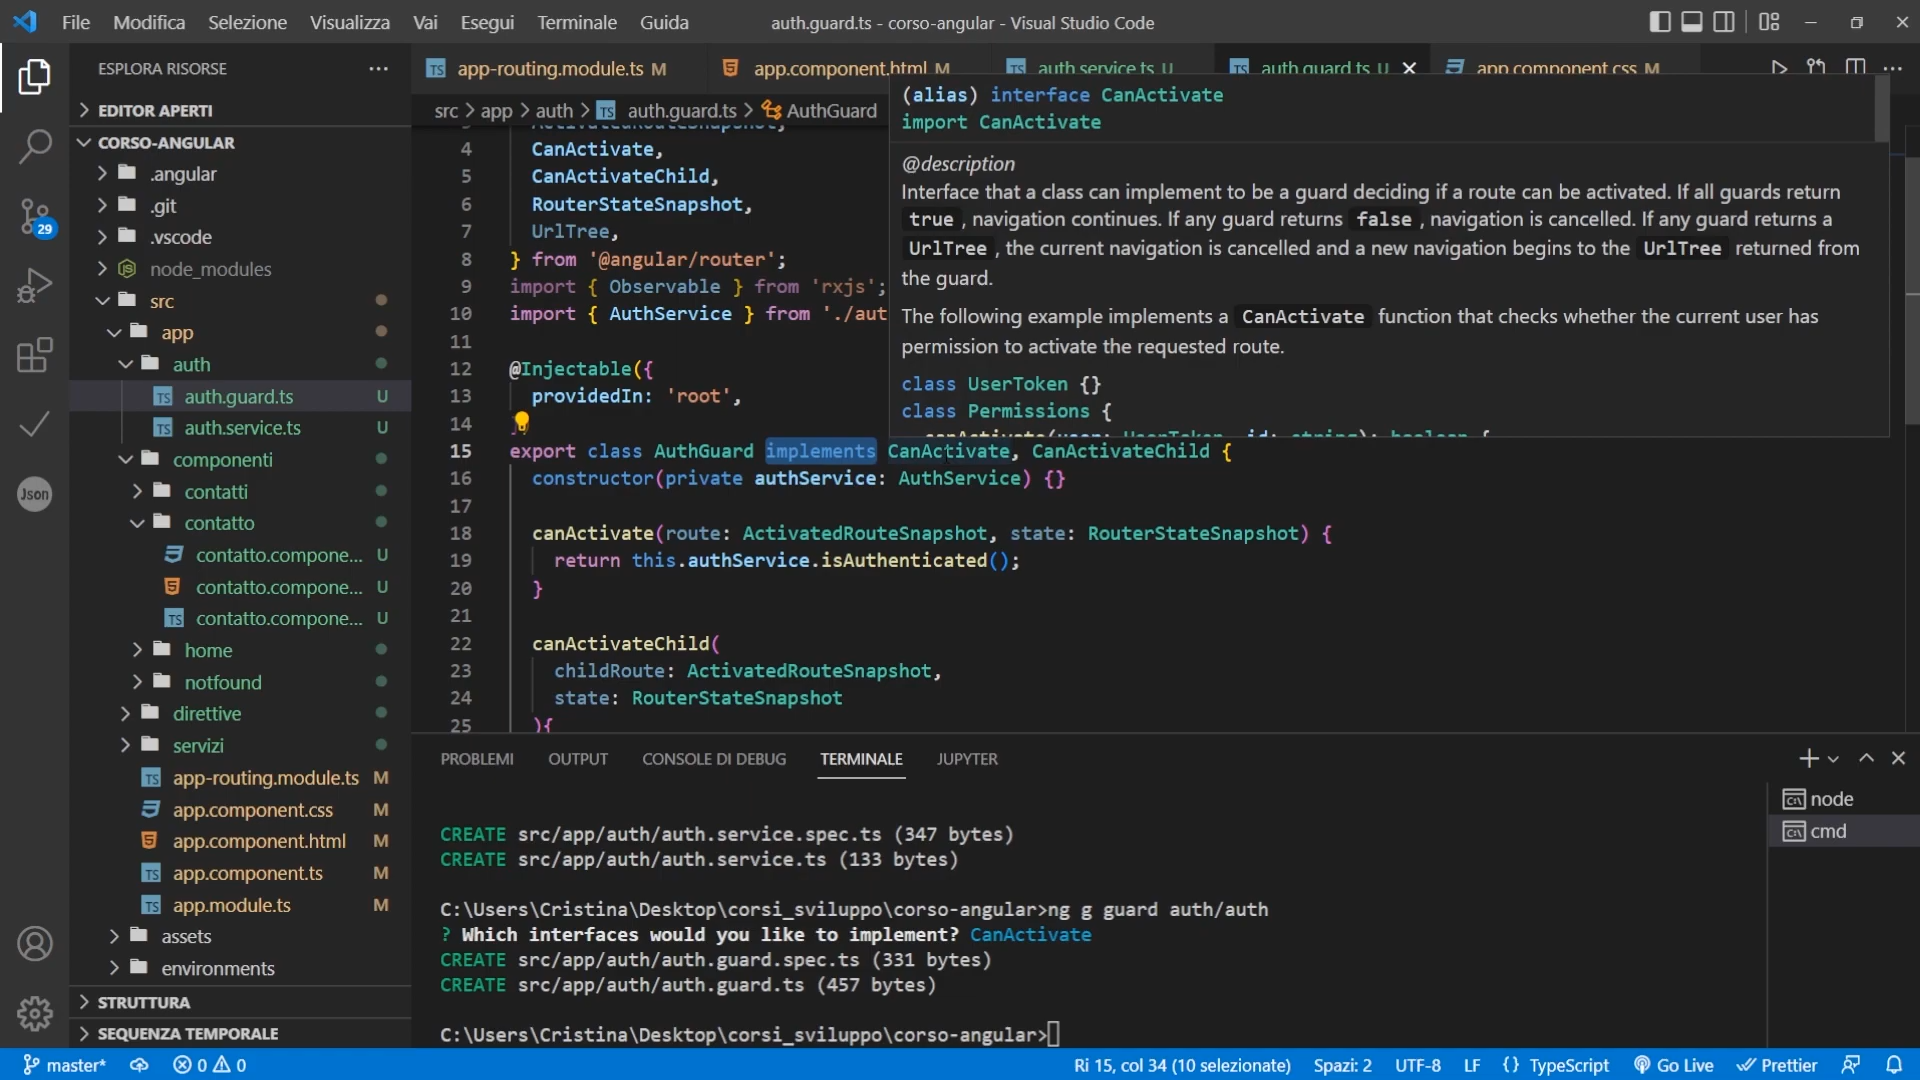 File Modifica Selezione Visualizza Vai Esegui Terminale Guida
auth.guard.ts - corso-angular - Visual Studio Code
ESPLORA RISORSE
EDITOR APERTI
CORSO-ANGULAR
.angular
.git
.vscode
node_modules
src
app
auth
auth.guard.ts U
auth.service.ts U
componenti
contatti
contatto
contatto.compone... U
contatto.compone... U
contatto.compone... U
home
notfound
direttive
servizi
app-routing.module.ts M
app.component.css M
app.component.html M
app.component.ts M
app.module.ts M
assets
environments
STRUTTURA
SEQUENZA TEMPORALE
29
Json
app-routing.module.ts M
app.component.html M
auth.service.ts U
auth.guard.ts U
app.component.css M
src > app > auth > TS auth.guard.ts > AuthGuard
ActivatedRouteSnapshot,
4 CanActivate,
5 CanActivateChild,
6 RouterStateSnapshot,
7 UrlTree,
8 } from '@angular/router';
9 import { Observable } from 'rxjs';
10 import { AuthService } from './aut
11
12 @Injectable({
13 providedIn: 'root',
14
15 export class AuthGuard implements CanActivate, CanActivateChild {
16 constructor(private authService: AuthService) {}
17
18 canActivate(route: ActivatedRouteSnapshot, state: RouterStateSnapshot) {
19 return this.authService.isAuthenticated();
20 }
21
22 canActivateChild(
23 childRoute: ActivatedRouteSnapshot,
24 state: RouterStateSnapshot
25 ){
(alias) interface CanActivate
import CanActivate
@description
Interface that a class can implement to be a guard deciding if a route can be activated. If all guards return
true , navigation continues. If any guard returns false , navigation is cancelled. If any guard returns a
UrlTree , the current navigation is cancelled and a new navigation begins to the UrlTree returned from
the guard.
The following example implements a CanActivate function that checks whether the current user has
permission to activate the requested route.
class UserToken {}
class Permissions {
canActivate(user: UserToken, id: string): boolean {
PROBLEMI OUTPUT CONSOLE DI DEBUG TERMINALE JUPYTER
node
cmd
CREATE src/app/auth/auth.service.spec.ts (347 bytes)
CREATE src/app/auth/auth.service.ts (133 bytes)
C:\Users\Cristina\Desktop\corsi_sviluppo\corso-angular>ng g guard auth/auth
? Which interfaces would you like to implement? CanActivate
CREATE src/app/auth/auth.guard.spec.ts (331 bytes)
CREATE src/app/auth/auth.guard.ts (457 bytes)
C:\Users\Cristina\Desktop\corsi_sviluppo\corso-angular>
master* 0 0 Ri 15, col 34 (10 selezionate) Spazi: 2 UTF-8 LF {} TypeScript Go Live Prettier